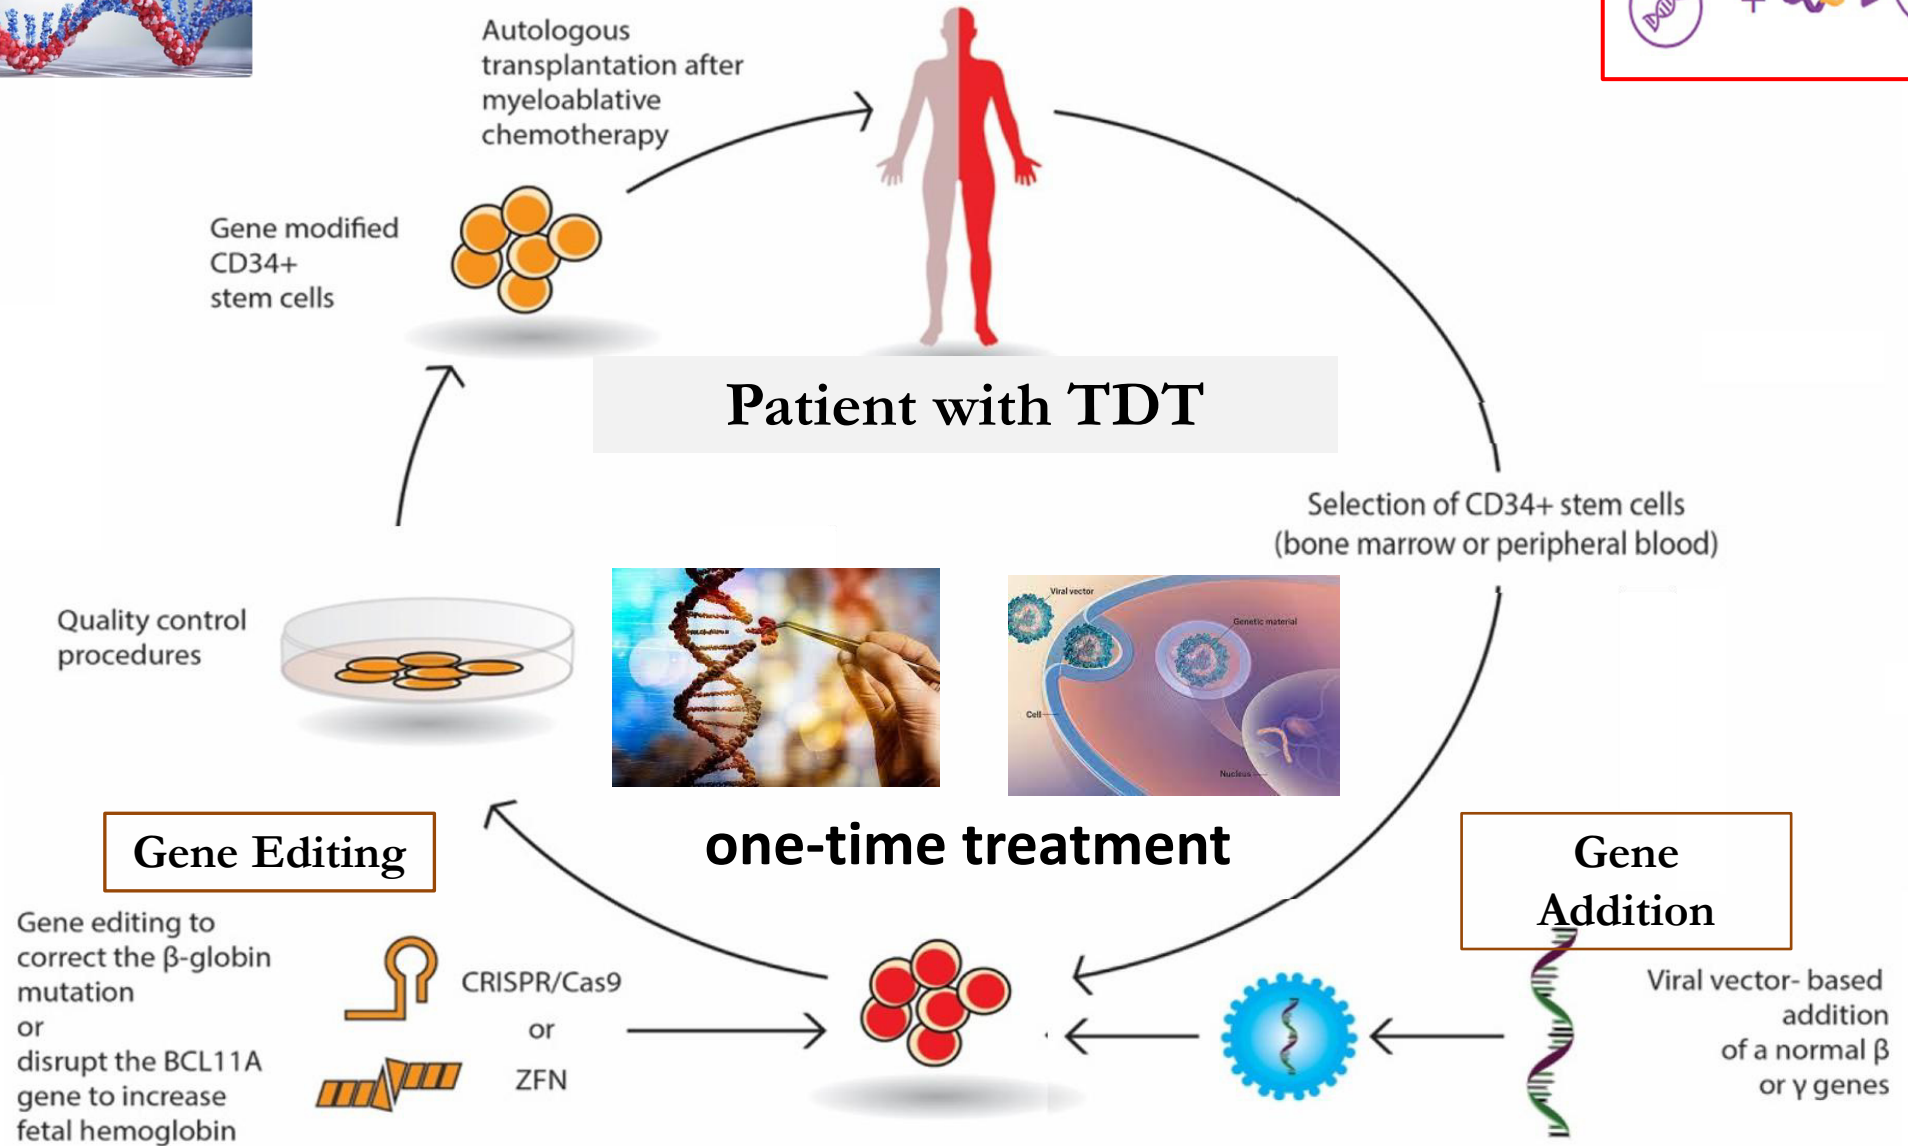 Autologous
transplantation after
myeloablative
chemotherapy
Gene modified
CD34+
stem cells
Patient with TDT
Selection of CD34+ stem cells
(bone marrow or peripheral blood)
Quality control
procedures
Viral vector
Genetic material
Cell
Nucleus
one-time treatment
Gene Editing
Gene
Addition
Gene editing to
correct the β-globin
mutation
or
disrupt the BCL11A
gene to increase
fetal hemoglobin
CRISPR/Cas9
or
ZFN
Viral vector- based
addition
of a normal β
or γ genes